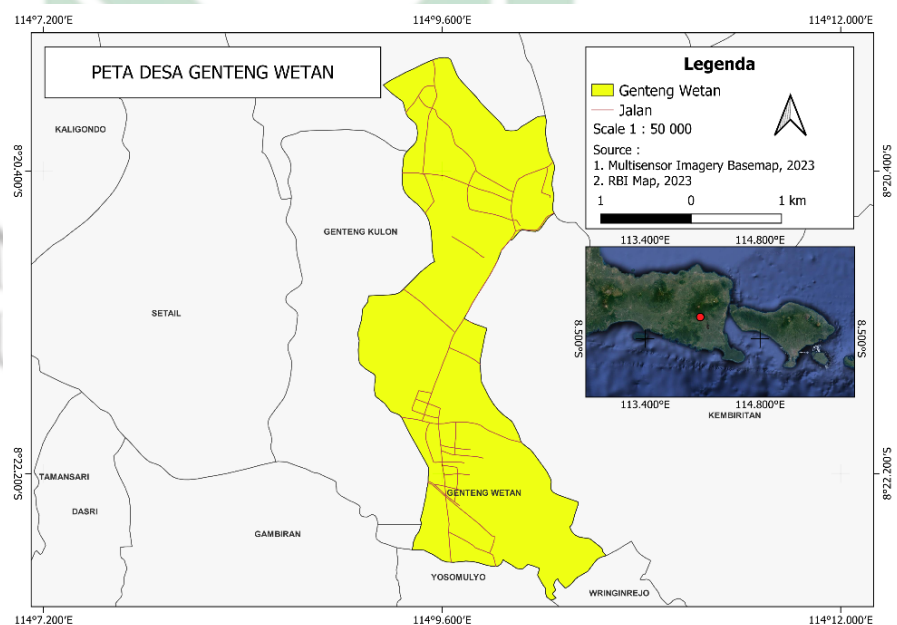 114°7.200'E 114°9.600'E 114°12.000'E
PETA DESA GENTENG WETAN
Legenda
Genteng Wetan
Jalan
Scale 1 : 50 000
Source :
1. Multisensor Imagery Basemap, 2023
2. RBI Map, 2023
1 0 1 km
KALIGONDO
8°20.400'S 8°20.400'S
GENTENG KULON
113.400°E 114.800°E
SETAIL
8.500°S 8.500°S
113.400°E 114.800°E
KEMBIRITAN
8°22.200'S 8°22.200'S
TAMANSARI
GENTENG WETAN
DASRI
GAMBIRAN
YOSOMULYO
WRINGINREJO
114°7.200'E 114°9.600'E 114°12.000'E